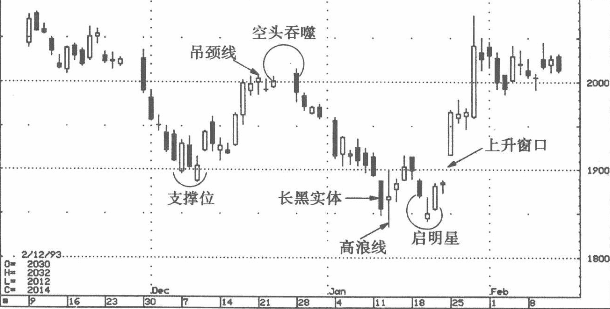 空头吞噬
吊颈线
2000
上升窗口
1900
支撑位
长黑实体
启明星
高浪线
2/12/93
O= 2030
H= 2032
L= 2012
C= 2014
1800
Dec
Jan
Feb
9 16 23 30 7 14 21 28 4 11 18 25 1 8